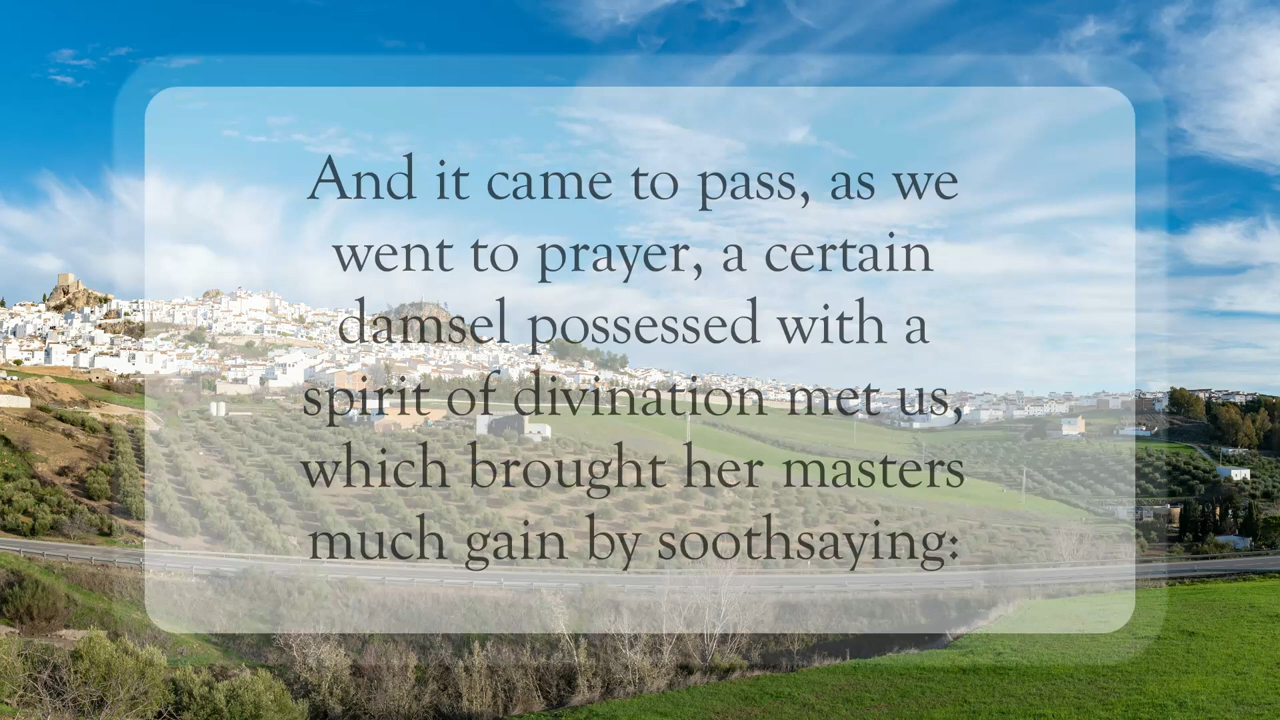 And it came to pass, as we
went to prayer, a certain
damsel possessed with a
spirit of divination met us,
which brought her masters
much gain by soothsaying: